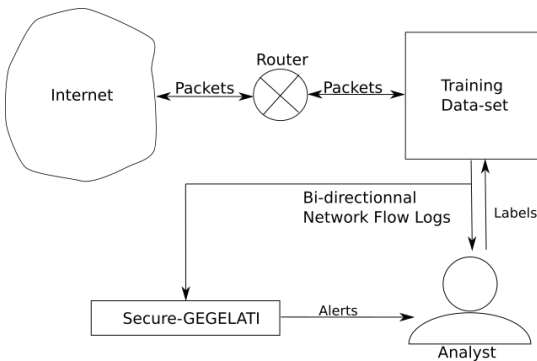 Internet
Packets
Router
Packets
Training
Data-set
Bi-directionnal
Network Flow Logs
Labels
Secure-GEGELATI
Alerts
Analyst